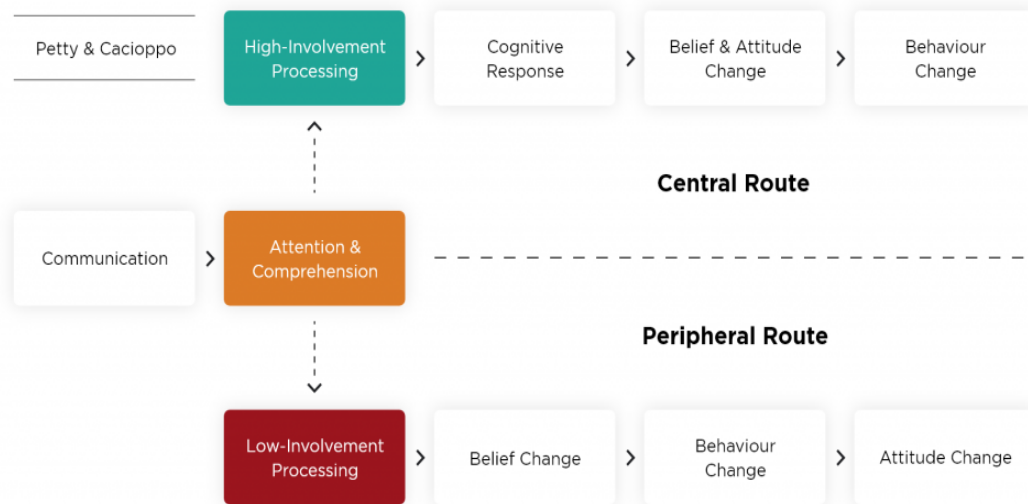 Petty & Cacioppo
High-Involvement
Processing
Cognitive
Response
Belief & Attitude
Change
Behaviour
Change
Central Route
Communication
Attention &
Comprehension
Peripheral Route
Low-Involvement
Processing
Belief Change
Behaviour
Change
Attitude Change